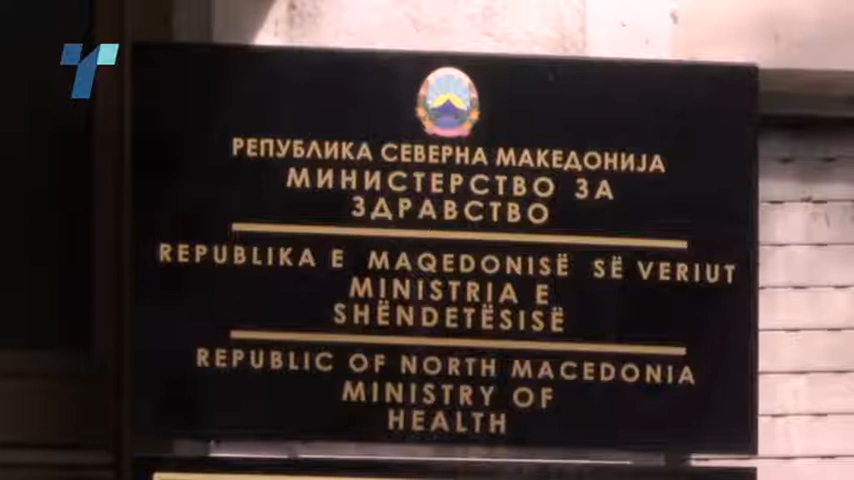 РЕПУБЛИКА СЕВЕРНА МАКЕДОНИЈА
МИНИСТЕРСТВО ЗА
ЗДРАВСТВО
REPUBLIKA E MAQEDONISË SË VERIUT
MINISTRIA E
SHËNDETËSISË
REPUBLIC OF NORTH MACEDONIA
MINISTRY OF
HEALTH